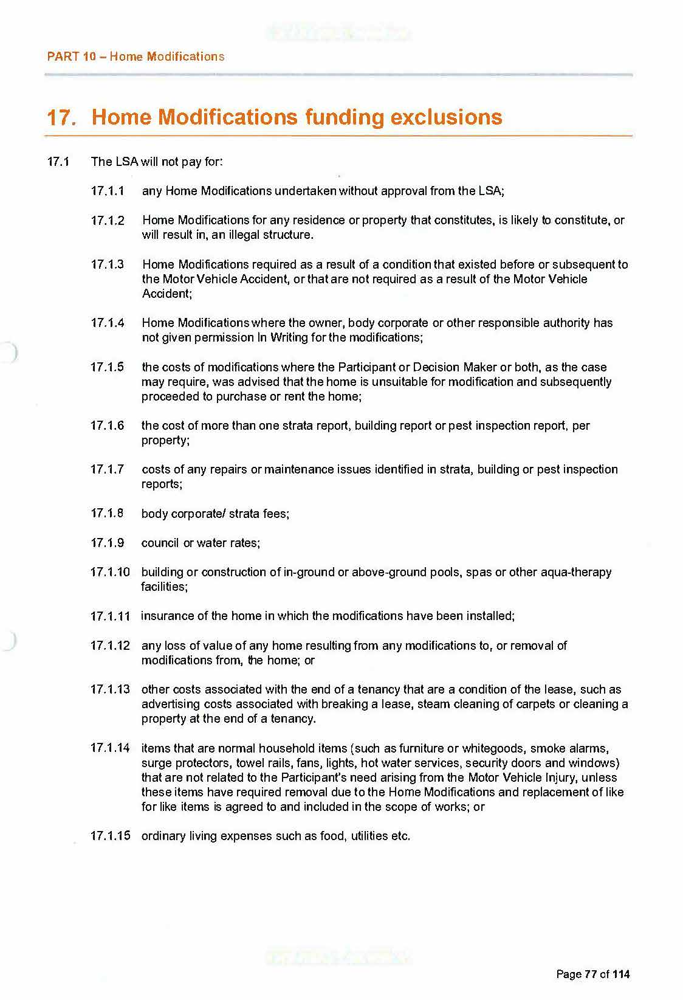 PART 10 – Home Modifications
17. Home Modifications funding exclusions
17.1 The LSA will not pay for:
17.1.1 any Home Modifications undertaken without approval from the LSA;
17.1.2 Home Modifications for any residence or property that constitutes, is likely to constitute, or
will result in, an illegal structure.
17.1.3 Home Modifications required as a result of a condition that existed before or subsequent to
the Motor Vehicle Accident, or that are not required as a result of the Motor Vehicle
Accident;
17.1.4 Home Modifications where the owner, body corporate or other responsible authority has
not given permission In Writing for the modifications;
17.1.5 the costs of modifications where the Participant or Decision Maker or both, as the case
may require, was advised that the home is unsuitable for modification and subsequently
proceeded to purchase or rent the home;
17.1.6 the cost of more than one strata report, building report or pest inspection report, per
property;
17.1.7 costs of any repairs or maintenance issues identified in strata, building or pest inspection
reports;
17.1.8 body corporate/ strata fees;
17.1.9 council or water rates;
17.1.10 building or construction of in-ground or above-ground pools, spas or other aqua-therapy
facilities;
17.1.11 insurance of the home in which the modifications have been installed;
17.1.12 any loss of value of any home resulting from any modifications to, or removal of
modifications from, the home; or
17.1.13 other costs associated with the end of a tenancy that are a condition of the lease, such as
advertising costs associated with breaking a lease, steam cleaning of carpets or cleaning a
property at the end of a tenancy.
17.1.14 items that are normal household items (such as furniture or whitegoods, smoke alarms,
surge protectors, towel rails, fans, lights, hot water services, security doors and windows)
that are not related to the Participant's need arising from the Motor Vehicle Injury, unless
these items have required removal due to the Home Modifications and replacement of like
for like items is agreed to and included in the scope of works; or
17.1.15 ordinary living expenses such as food, utilities etc.
Page 77 of 114